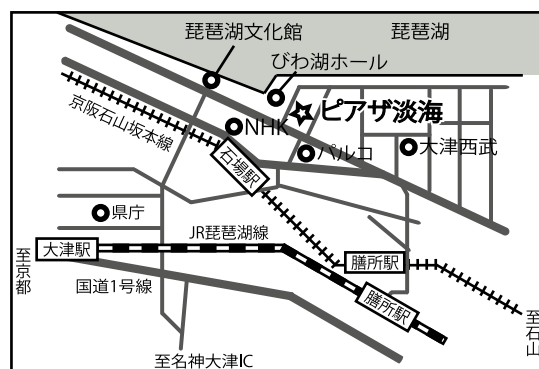 琵琶湖文化館
琵琶湖
びわ湖ホール
ピアザ淡海
京阪石山坂本線
NHK
パルコ
大津西武
石場駅
県庁
JR琵琶湖線
大津駅
膳所駅
至京都
国道1号線
膳所駅
至石山
至名神大津IC